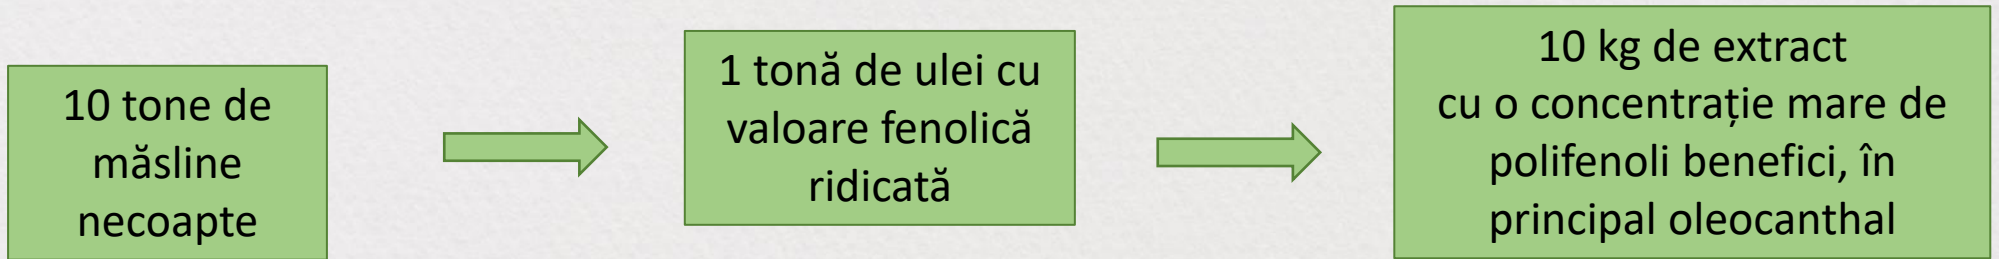 10 tone de
măsline
necoapte
1 tonă de ulei cu
valoare fenolică
ridicată
10 kg de extract
cu o concentrație mare de
polifenoli benefici, în
principal oleocanthal